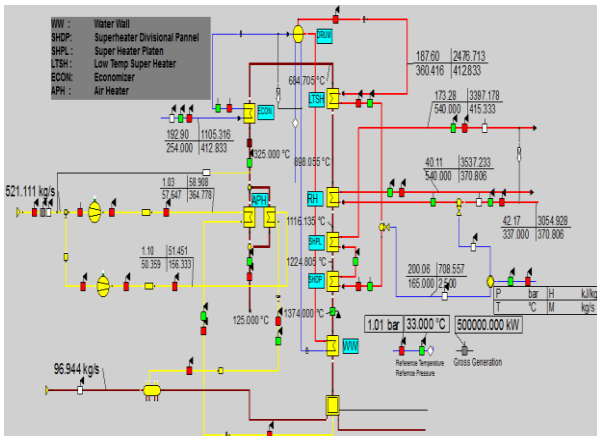 WW : Water Wall
SHDP: Superheater Divisional Pannel
SHPL : Super Heater Platen
LTSH : Low Temp Super Heater
ECON: Economizer
APH : Air Heater
DRUM
187.60 2476.713
360.416 412.833
684.705 °C
LTSH
173.28 3397.178
540.000 415.333
ECON
192.90 1105.316
254.000 412.833
325.000 °C
898.055 °C
40.11 3537.233
540.000 370.806
521.111 kg/s
1.03 58.908
57.647 364.778
APH
RH
1116.135 °C
42.17 3054.928
337.000 370.806
SHPL
1.10 51.451
50.359 156.333
1224.805 °C
SHDP
200.06 708.557
165.000 2.500
P bar H kJ/kg
T °C M kg/s
125.000 °C
1374.000 °C
1.01 bar 33.000 °C 500000.000 kW
WW
Reference Temperature
Refernce Pressure
Gross Generation
96.944 kg/s